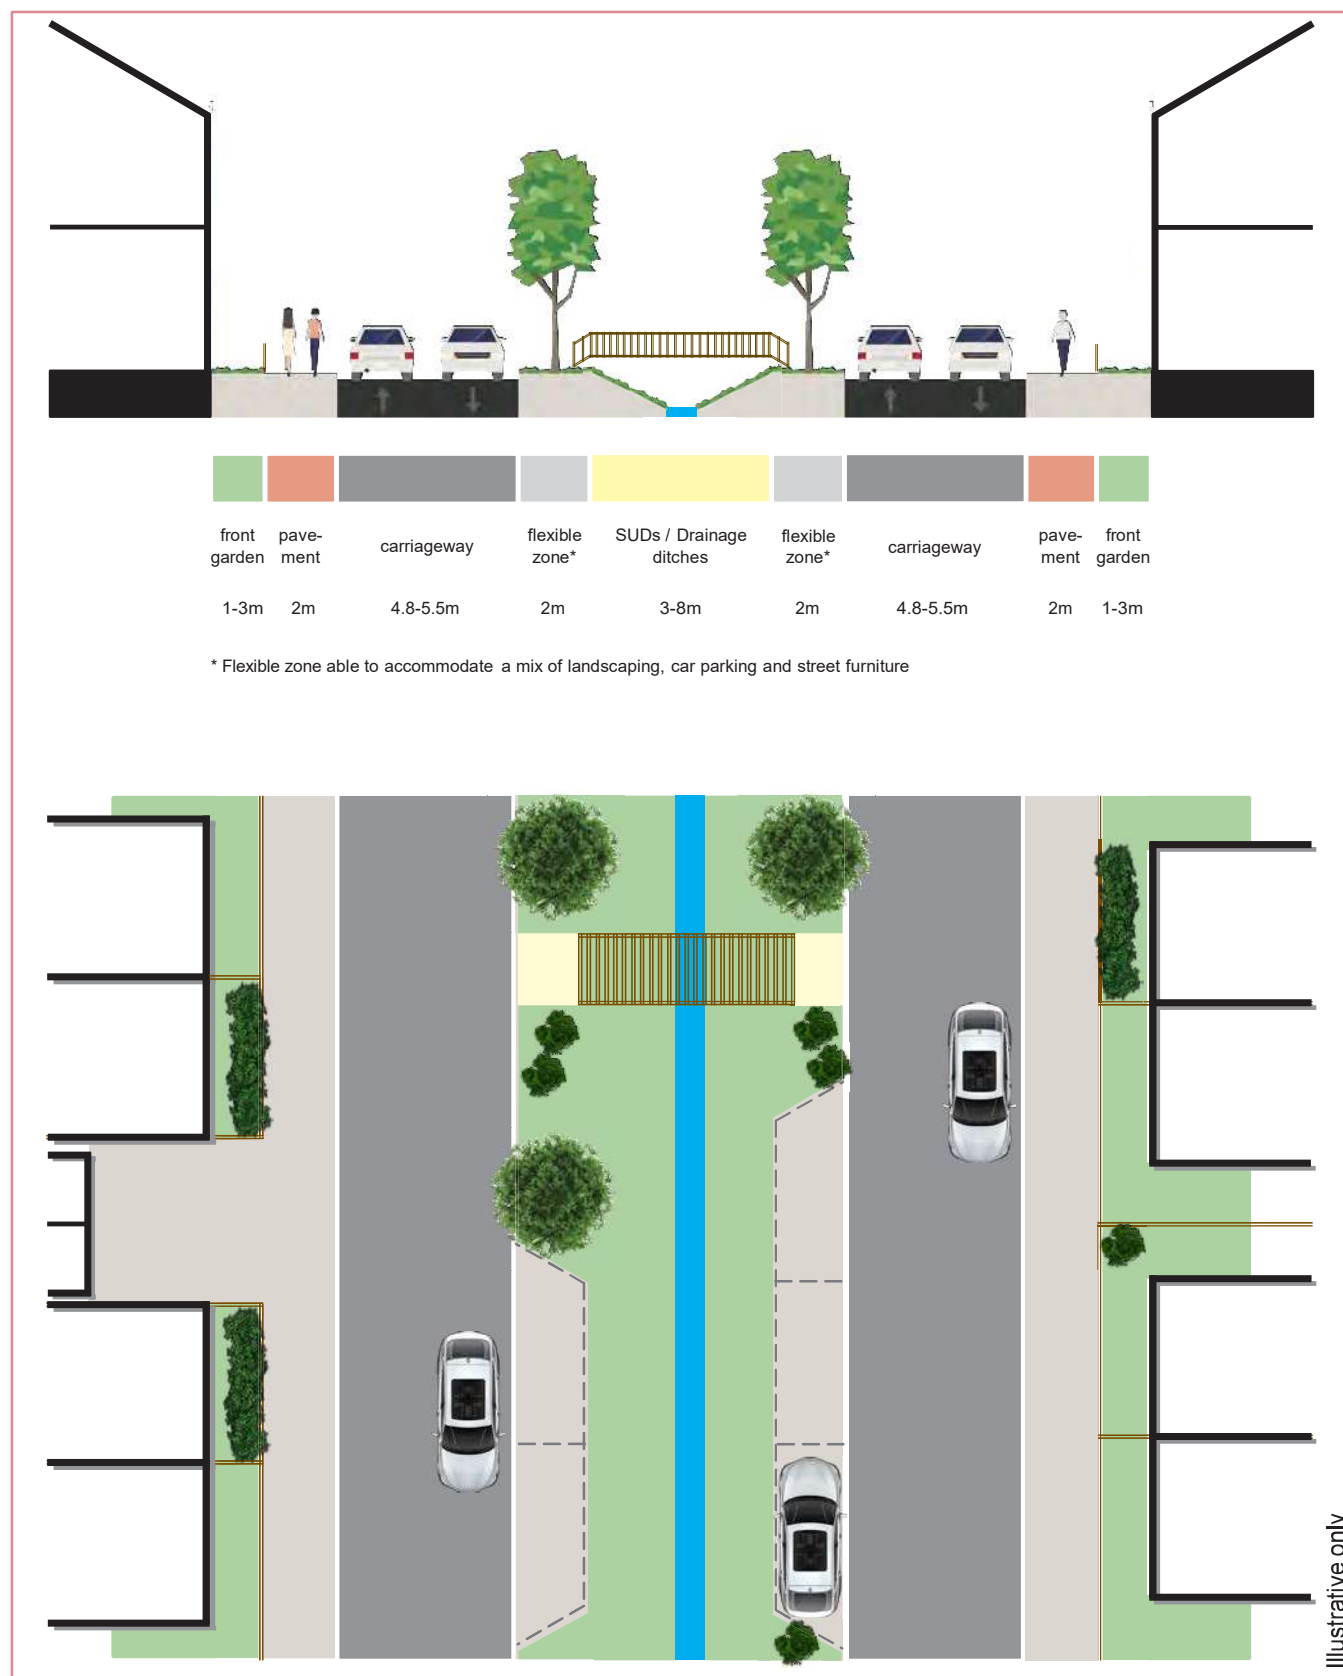 front
garden
pave-
ment
carriageway
flexible
zone*
SUDs / Drainage
ditches
flexible
zone*
carriageway
pave-
ment
front
garden
1-3m 2m 4.8-5.5m 2m 3-8m 2m 4.8-5.5m 2m 1-3m
* Flexible zone able to accommodate a mix of landscaping, car parking and street furniture
Illustrative only